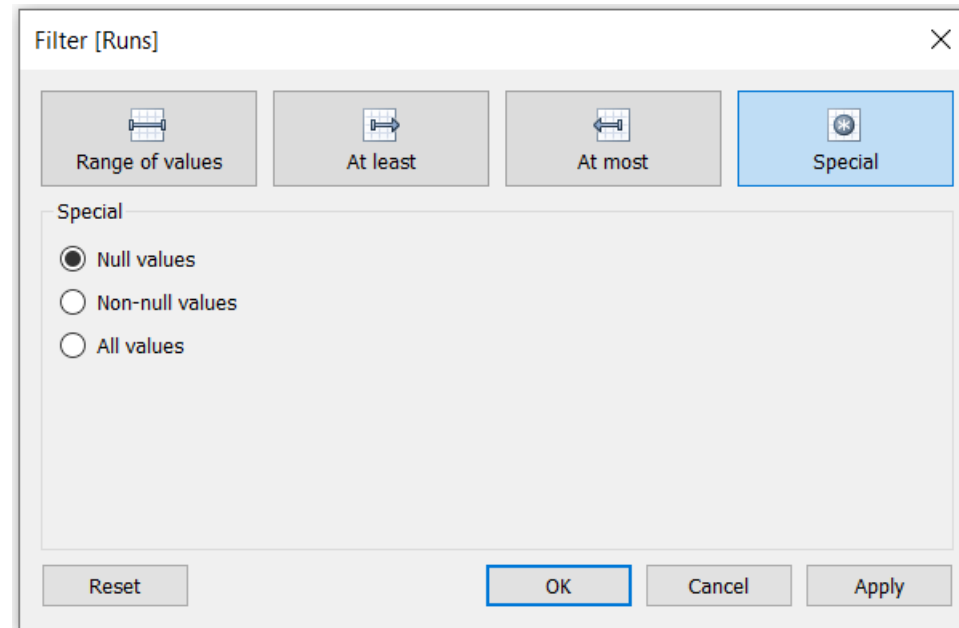 Filter [Runs]
Range of values
At least
At most
Special
Special
Null values
Non-null values
All values
Reset
OK
Cancel
Apply